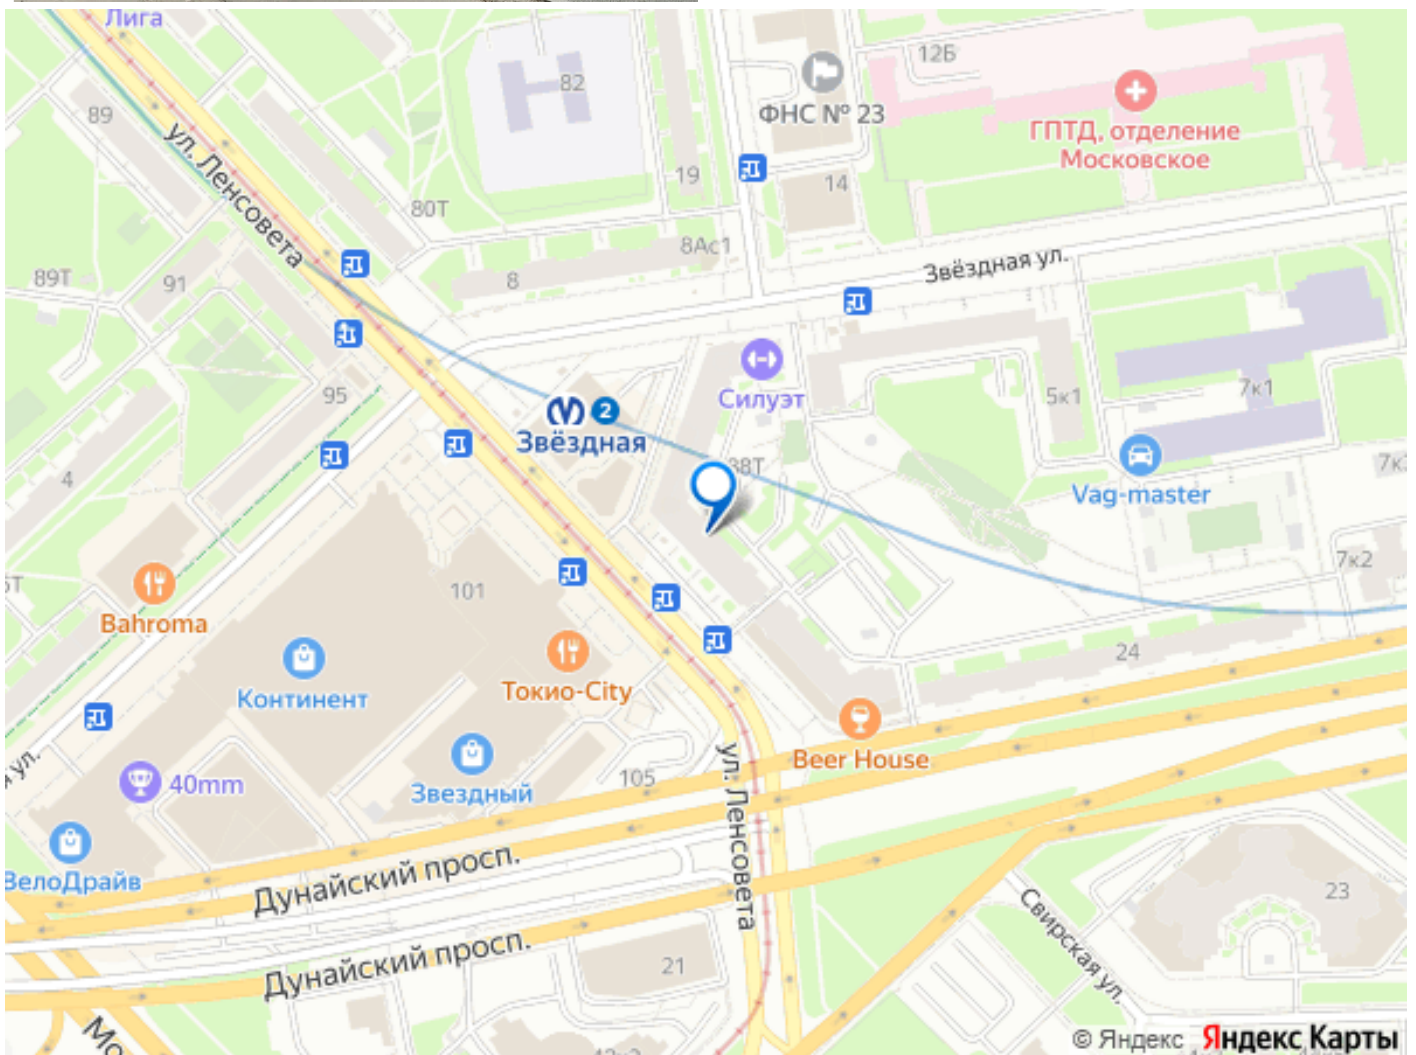 Лига
12Б
82
89
ФНС № 23
ГПТД, отделение
Московское
ул. Ленсовета
19
14
80Т
8Ас1
Звёздная ул.
89Т
91
8
Силуэт
7к1
95
5к1
2
Звёздная
4
88Т
Vag-master
7к2
101
Bahroma
24
Континент
Токио-City
ул. Ленсовета
Beer House
40mm
105
Звездный
ВелоДрайв
Дунайский просп.
23
Свирская ул.
Дунайский просп.
21
© Яндекс Яндекс Карты